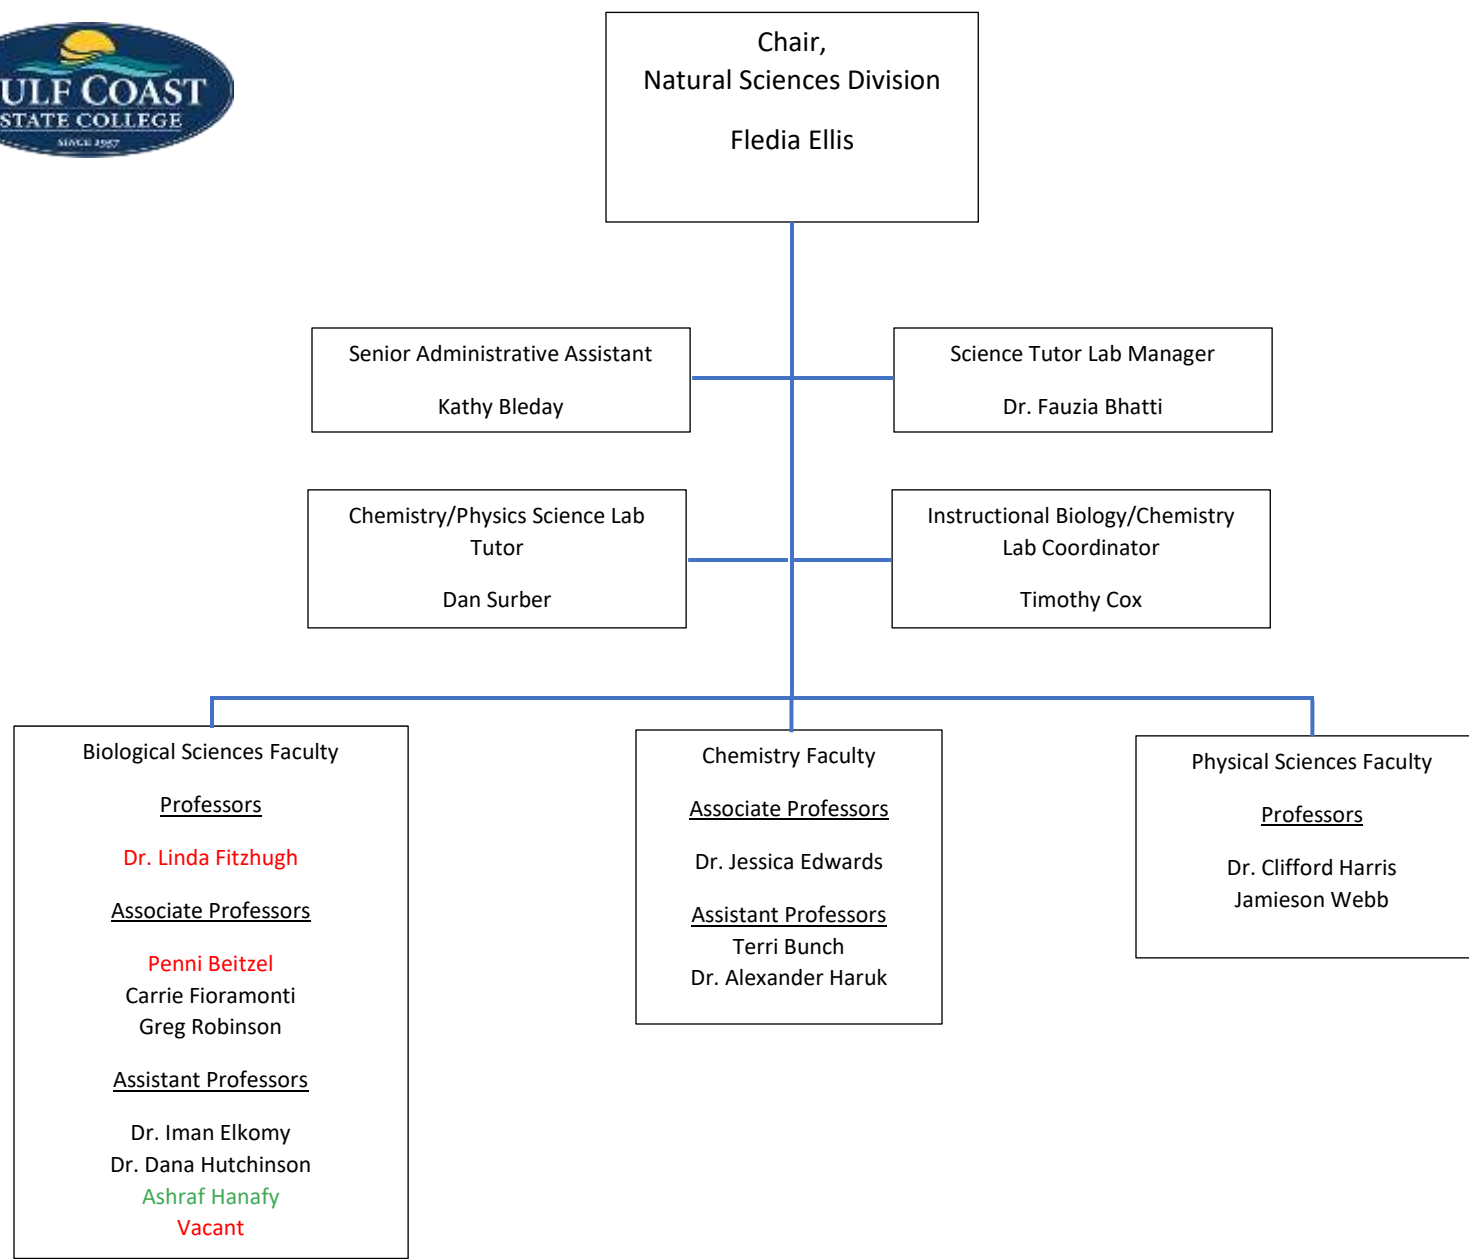 ULF COAST
STATE COLLEGE
SINCE 1957
Chair,
Natural Sciences Division
Fledia Ellis
Senior Administrative Assistant
Kathy Bleday
Science Tutor Lab Manager
Dr. Fauzia Bhatti
Chemistry/Physics Science Lab
Tutor
Dan Surber
Instructional Biology/Chemistry
Lab Coordinator
Timothy Cox
Biological Sciences Faculty
Professors
Dr. Linda Fitzhugh
Associate Professors
Penni Beitzel
Carrie Fioramonti
Greg Robinson
Assistant Professors
Dr. Iman Elkomy
Dr. Dana Hutchinson
Ashraf Hanafy
Vacant
Chemistry Faculty
Associate Professors
Dr. Jessica Edwards
Assistant Professors
Terri Bunch
Dr. Alexander Haruk
Physical Sciences Faculty
Professors
Dr. Clifford Harris
Jamieson Webb